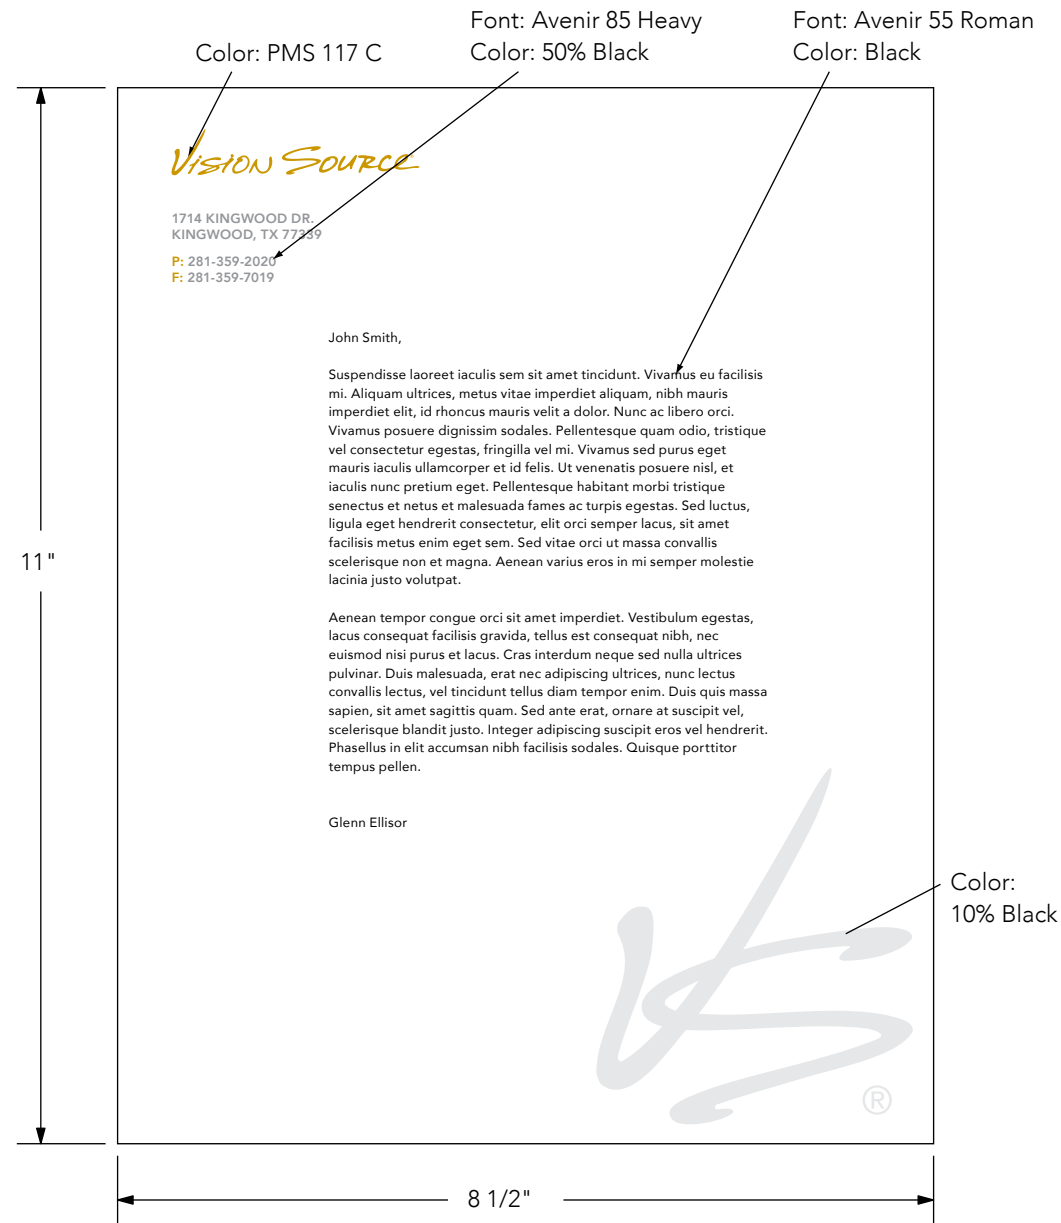 Font: Avenir 85 Heavy
Color: 50% Black
Font: Avenir 55 Roman
Color: Black
Color: PMS 117 C
VISION SOURCE
1714 KINGWOOD DR.
KINGWOOD, TX 77339
P: 281-359-2020
F: 281-359-7019
John Smith,
Suspendisse laoreet iaculis sem sit amet tincidunt. Vivamus eu facilisis
mi. Aliquam ultrices, metus vitae imperdiet aliquam, nibh mauris
imperdiet elit, id rhoncus mauris velit a dolor. Nunc ac libero orci.
Vivamus posuere dignissim sodales. Pellentesque quam odio, tristique
vel consectetur egestas, fringilla vel mi. Vivamus sed purus eget
mauris iaculis ullamcorper et id felis. Ut venenatis posuere nisl, et
iaculis nunc pretium eget. Pellentesque habitant morbi tristique
senectus et netus et malesuada fames ac turpis egestas. Sed luctus,
ligula eget hendrerit consectetur, elit orci semper lacus, sit amet
facilisis metus enim eget sem. Sed vitae orci ut massa convallis
scelerisque non et magna. Aenean varius eros in mi semper molestie
lacinia justo volutpat.
Aenean tempor congue orci sit amet imperdiet. Vestibulum egestas,
lacus consequat facilisis gravida, tellus est consequat nibh, nec
euismod nisi purus et lacus. Cras interdum neque sed nulla ultrices
pulvinar. Duis malesuada, erat nec adipiscing ultrices, nunc lectus
convallis lectus, vel tincidunt tellus diam tempor enim. Duis quis massa
sapien, sit amet sagittis quam. Sed ante erat, ornare at suscipit vel,
scelerisque blandit justo. Integer adipiscing suscipit eros vel hendrerit.
Phasellus in elit accumsan nibh facilisis sodales. Quisque porttitor
tempus pellen.
Glenn Ellisor
11"
Color:
10% Black
VS
®
8 1/2"